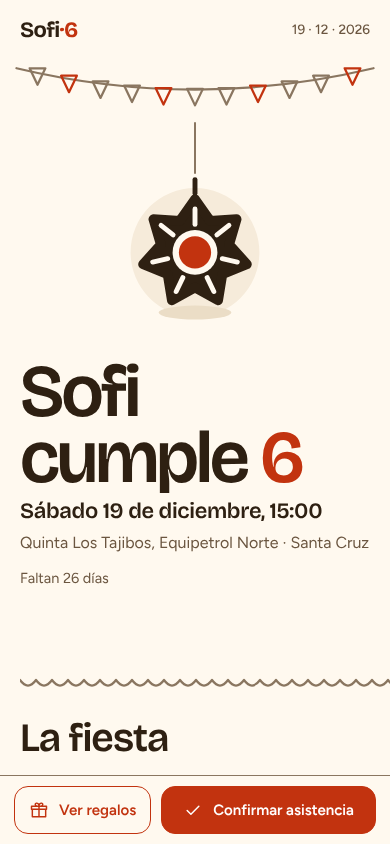 Sofi·6
19 · 12 · 2026
Sofi
cumple 6
Sábado 19 de diciembre, 15:00
Quinta Los Tajibos, Equipetrol Norte · Santa Cruz
Faltan 26 días
La fiesta
Ver regalos
Confirmar asistencia